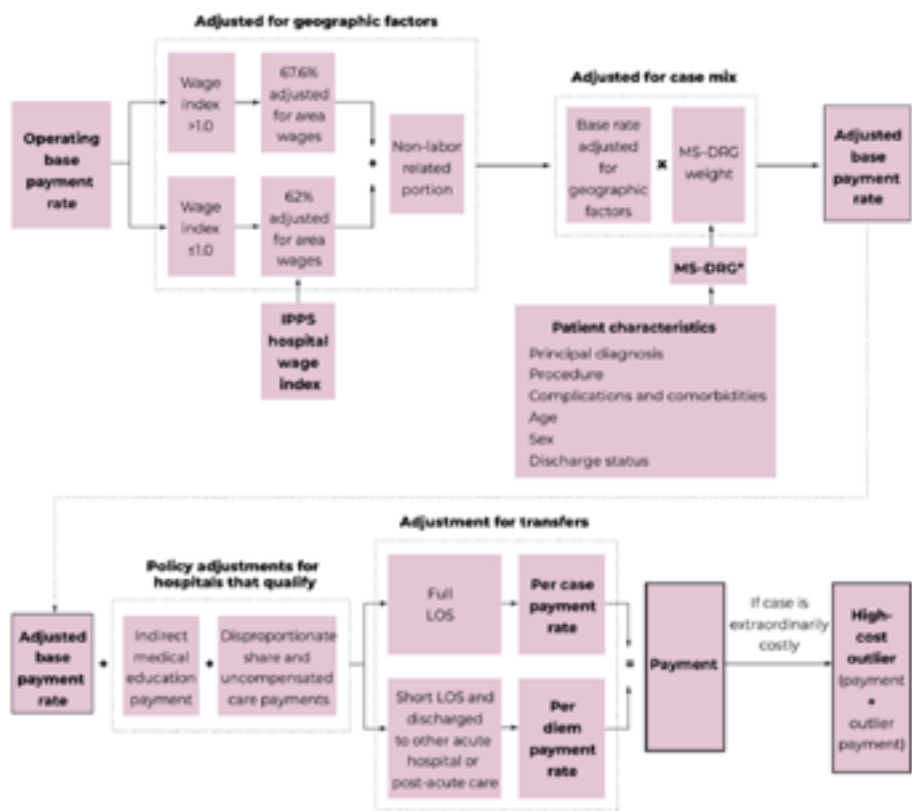 Adjusted for geographic factors
Operating
base
payment
rate
Wage
index
>1.0
67.6%
adjusted
for area
wages
Wage
index
≤1.0
62%
adjusted
for area
wages
+
Non-labor
related
portion
IPPS
hospital
wage
index
Adjusted for case mix
Base rate
adjusted
for
geographic
factors
×
MS-DRG
weight
MS-DRG*
Adjusted
base
payment
rate
Patient characteristics
Principal diagnosis
Procedure
Complications and comorbidities
Age
Sex
Discharge status
Adjusted
base
payment
rate
+
Policy adjustments for
hospitals that qualify
Indirect
medical
education
payment
+
Disproportionate
share and
uncompensated
care payments
Adjustment for transfers
Full
LOS
Per case
payment
rate
Short LOS and
discharged
to other acute
hospital or
post-acute care
Per
diem
payment
rate
=
Payment
If case is
extraordinarily
costly
High-
cost
outlier
(payment
+
outlier
payment)